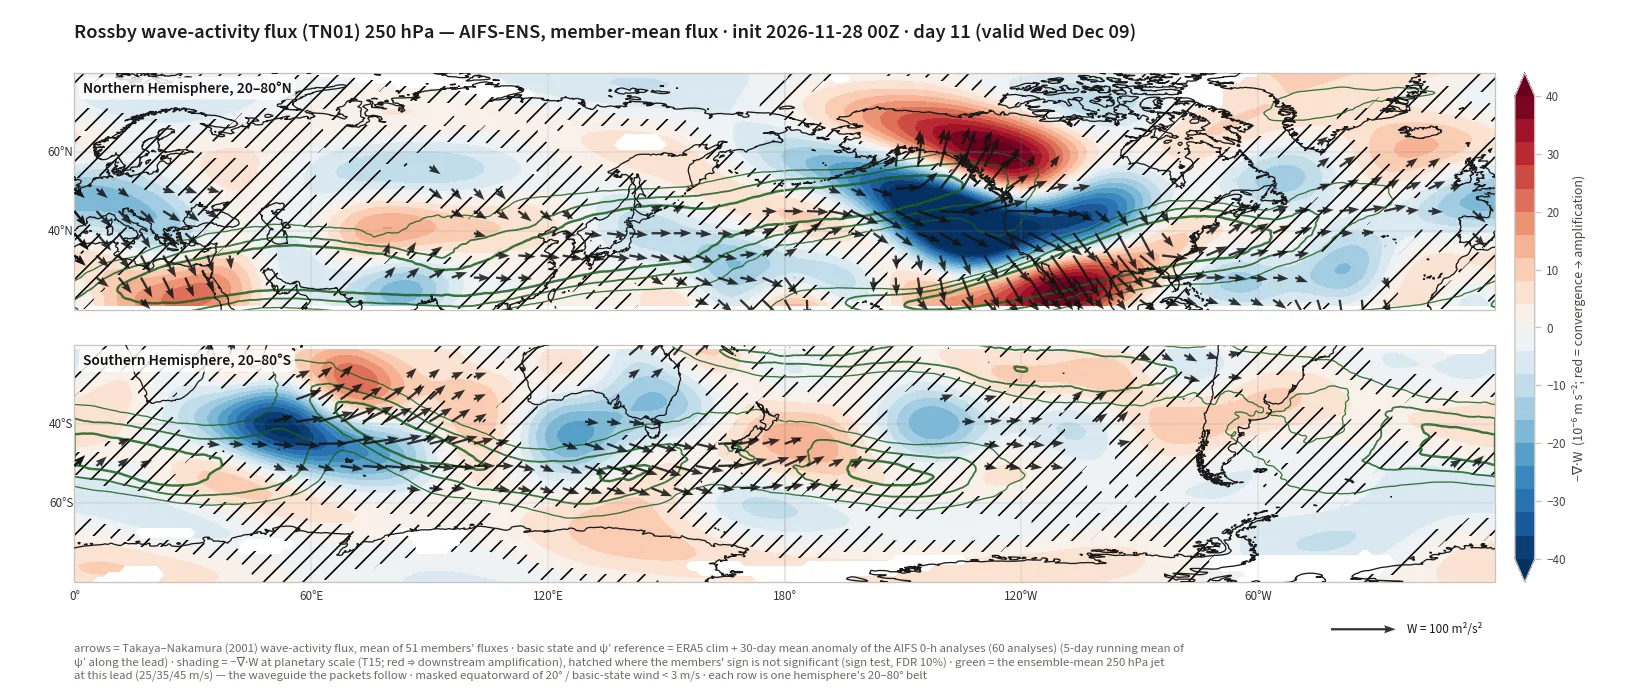 Rossby wave-activity flux (TN01) 250 hPa — AIFS-ENS, member-mean flux · init 2026-11-28 00Z · day 11 (valid Wed Dec 09)
Northern Hemisphere, 20–80°N
60°N
40°N
Southern Hemisphere, 20–80°S
40°S
60°S
0°
60°E
120°E
180°
120°W
60°W
40
30
20
10
0
−10
−20
−30
−40
−∇·W (10⁻⁶ m s⁻²; red = convergence → amplification)
W = 100 m²/s²
arrows = Takaya–Nakamura (2001) wave-activity flux, mean of 51 members' fluxes · basic state and ψ′ reference = ERA5 clim + 30-day mean anomaly of the AIFS 0-h analyses (60 analyses) (5-day running mean of
ψ′ along the lead) · shading = −∇·W at planetary scale (T15; red ⇒ downstream amplification), hatched where the members' sign is not significant (sign test, FDR 10%) · green = the ensemble-mean 250 hPa jet
at this lead (25/35/45 m/s) — the waveguide the packets follow · masked equatorward of 20° / basic-state wind < 3 m/s · each row is one hemisphere's 20–80° belt